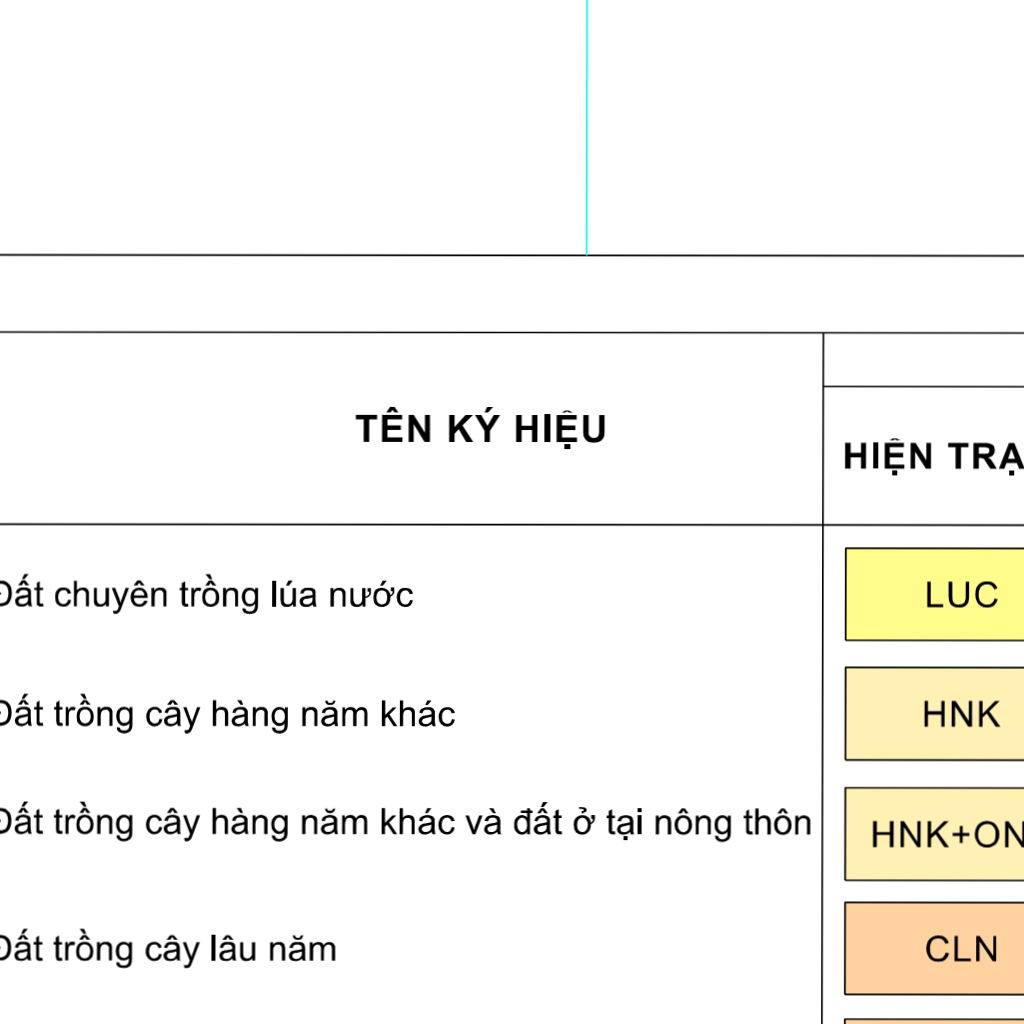 TÊN KÝ HIỆU
HIỆN TRẠ
Đất chuyên trồng lúa nước
LUC
Đất trồng cây hàng năm khác
HNK
Đất trồng cây hàng năm khác và đất ở tại nông thôn
HNK+ON
Đất trồng cây lâu năm
CLN